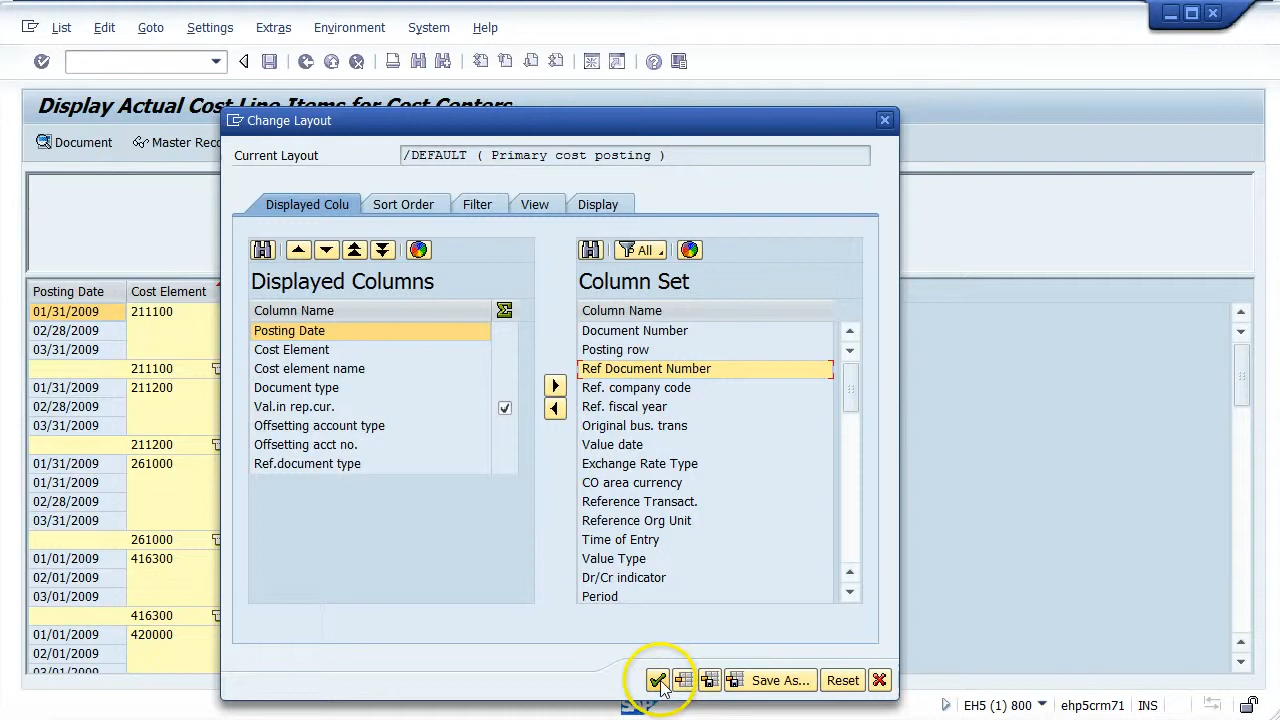 List Edit Goto Settings Extras Environment System Help
Display Actual Cost Line Items for Cost Centers
Document Master Reco
Change Layout
Current Layout /DEFAULT ( Primary cost posting )
Displayed Colu Sort Order Filter View Display
All
Displayed Columns Column Set
Column Name Column Name
Posting Date Cost Element
01/31/2009 211100 Posting Date Document Number
02/28/2009 Cost Element Posting row
03/31/2009
211100 Cost element name Ref Document Number
01/31/2009 211200 Document type Ref. company code
02/28/2009 Val.in rep.cur. Ref. fiscal year
03/31/2009 Offsetting account type Original bus. trans
211200 Offsetting acct no. Value date
01/31/2009 261000 Ref.document type Exchange Rate Type
01/31/2009 CO area currency
02/28/2009 Reference Transact.
03/31/2009 Reference Org Unit
261000 Time of Entry
01/01/2009 416300 Value Type
02/01/2009 Dr/Cr indicator
03/01/2009 Period
416300
01/01/2009 420000
02/01/2009
03/01/2009
Save As... Reset
SAP EH5 (1) 800 ehp5crm71 INS